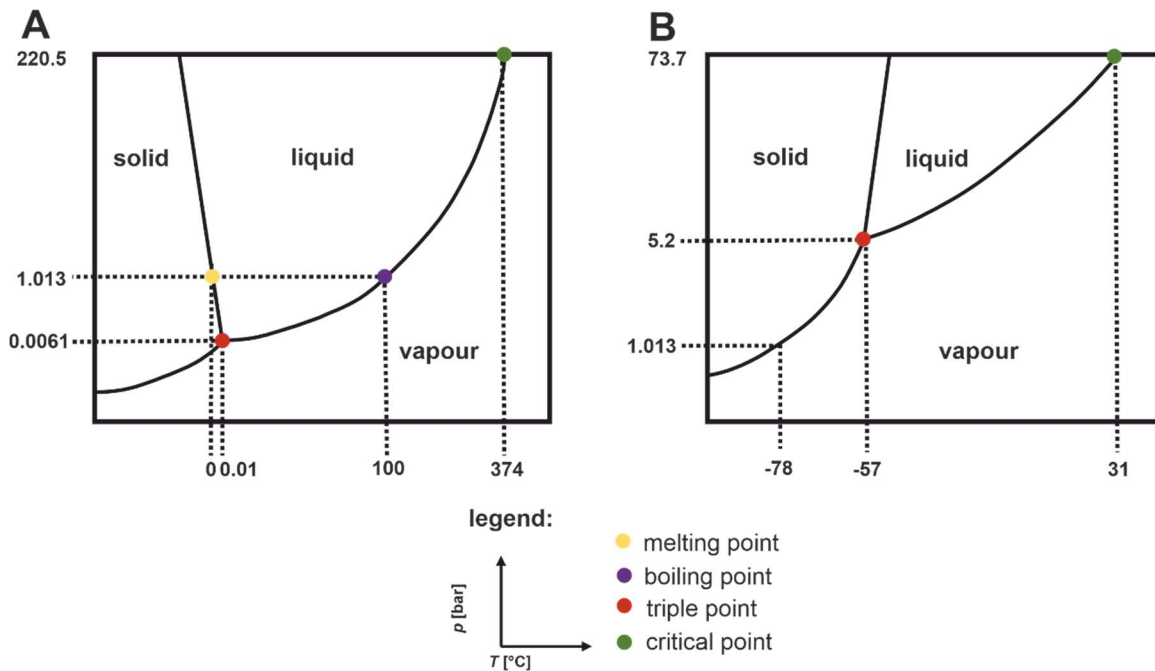 A
220.5
solid
liquid
1.013
0.0061
vapour
0 0.01 100 374
B
73.7
solid
liquid
5.2
1.013
vapour
-78 -57 31
legend:
p [bar]
T [°C]
melting point
boiling point
triple point
critical point